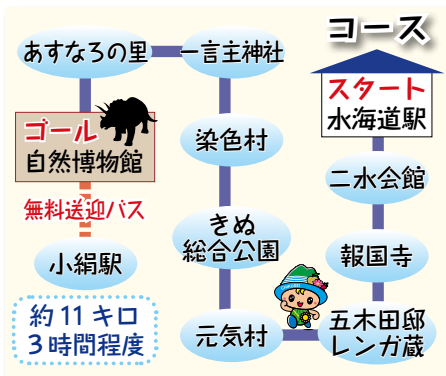 コース
スタート
水海道駅
二水会館
報国寺
五木田邸
レンガ蔵
元気村
きぬ
総合公園
染色村
一言主神社
あすなろの里
ゴール
自然博物館
無料送迎バス
小絹駅
約11キロ
3時間程度